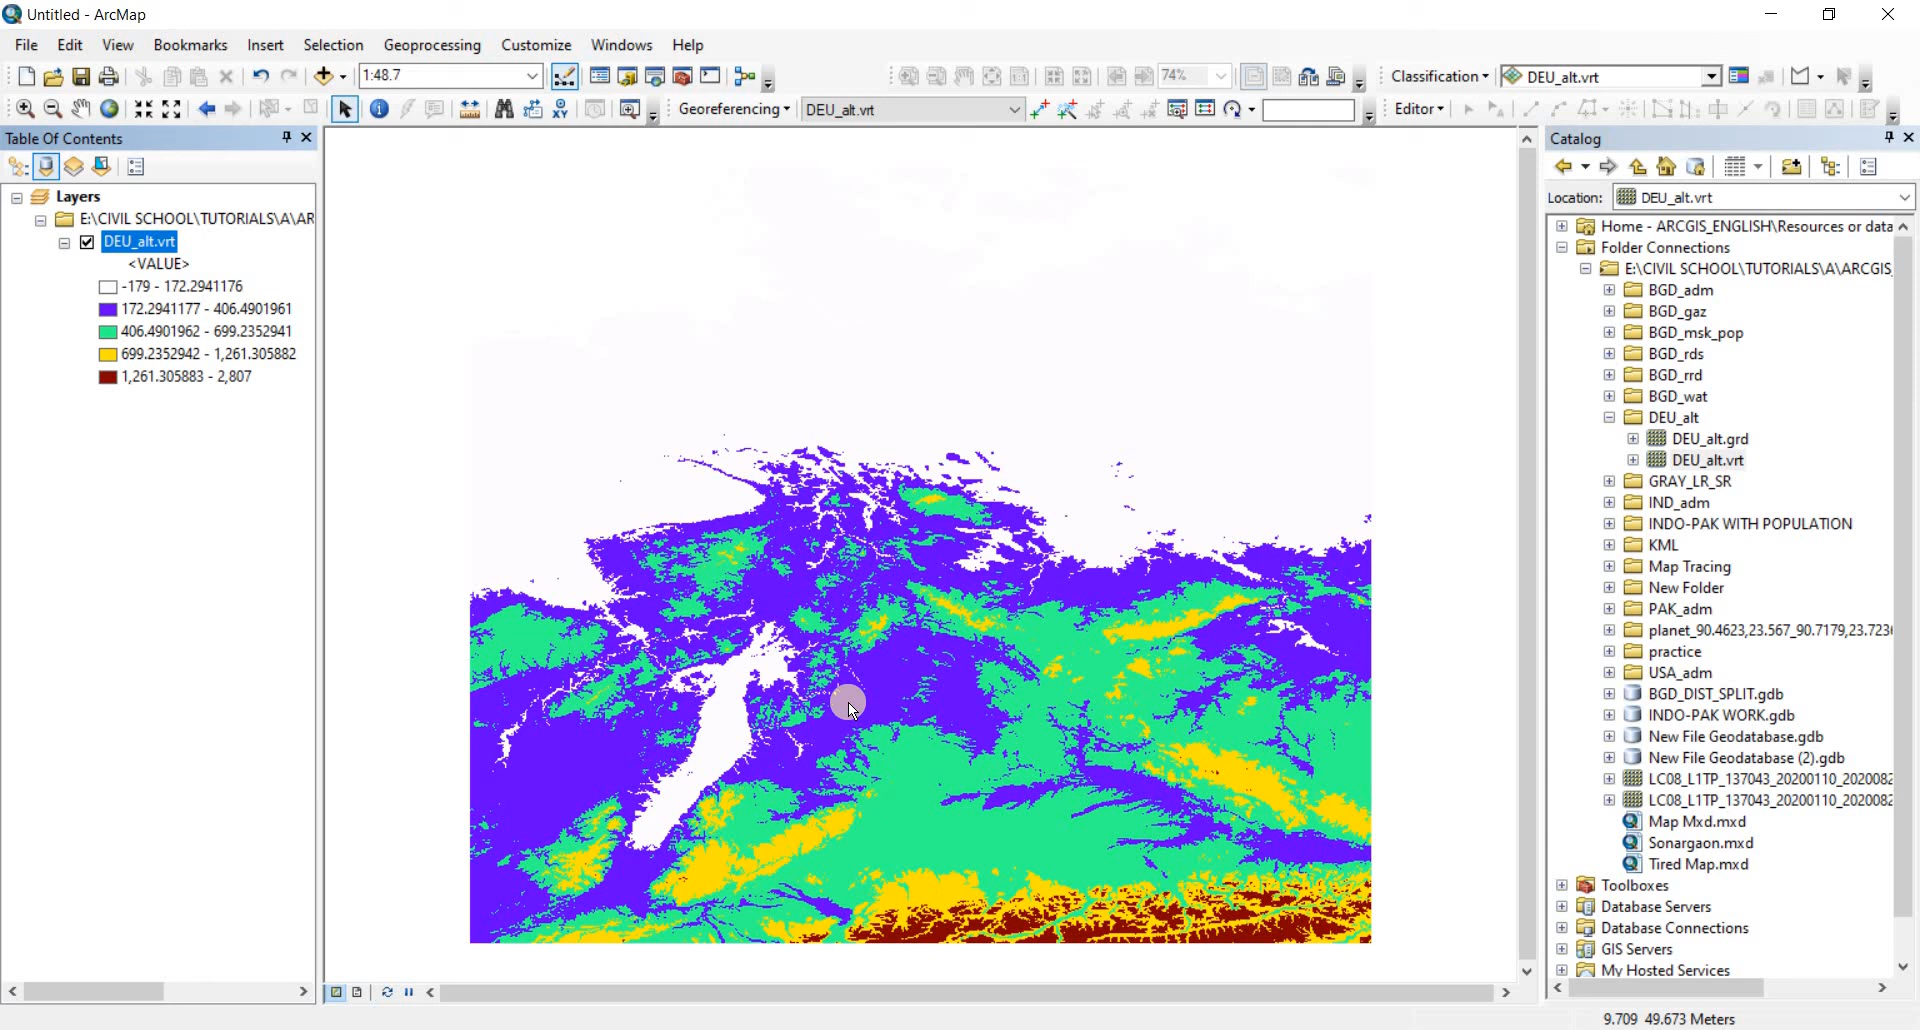 Untitled - ArcMap
File Edit View Bookmarks Insert Selection Geoprocessing Customize Windows Help
1:48.7 74% Classification DEU_alt.vrt
Georeferencing DEU_alt.vrt Editor
Table Of Contents
Layers
E:\CIVIL SCHOOL\TUTORIALS\A\AR
DEU_alt.vrt
<VALUE>
-179 - 172.2941176
172.2941177 - 406.4901961
406.4901962 - 699.2352941
699.2352942 - 1,261.305882
1,261.305883 - 2,807
Catalog
Location: DEU_alt.vrt
Home - ARCGIS_ENGLISH\Resources or data
Folder Connections
E:\CIVIL SCHOOL\TUTORIALS\A\ARCGIS_
BGD_adm
BGD_gaz
BGD_msk_pop
BGD_rds
BGD_rrd
BGD_wat
DEU_alt
DEU_alt.grd
DEU_alt.vrt
GRAY_LR_SR
IND_adm
INDO-PAK WITH POPULATION
KML
Map Tracing
New Folder
PAK_adm
planet_90.4623,23.567_90.7179,23.723
practice
USA_adm
BGD_DIST_SPLIT.gdb
INDO-PAK WORK.gdb
New File Geodatabase.gdb
New File Geodatabase (2).gdb
LC08_L1TP_137043_20200110_2020082
LC08_L1TP_137043_20200110_2020082
Map Mxd.mxd
Sonargaon.mxd
Tired Map.mxd
Toolboxes
Database Servers
Database Connections
GIS Servers
My Hosted Services
9.709 49.673 Meters